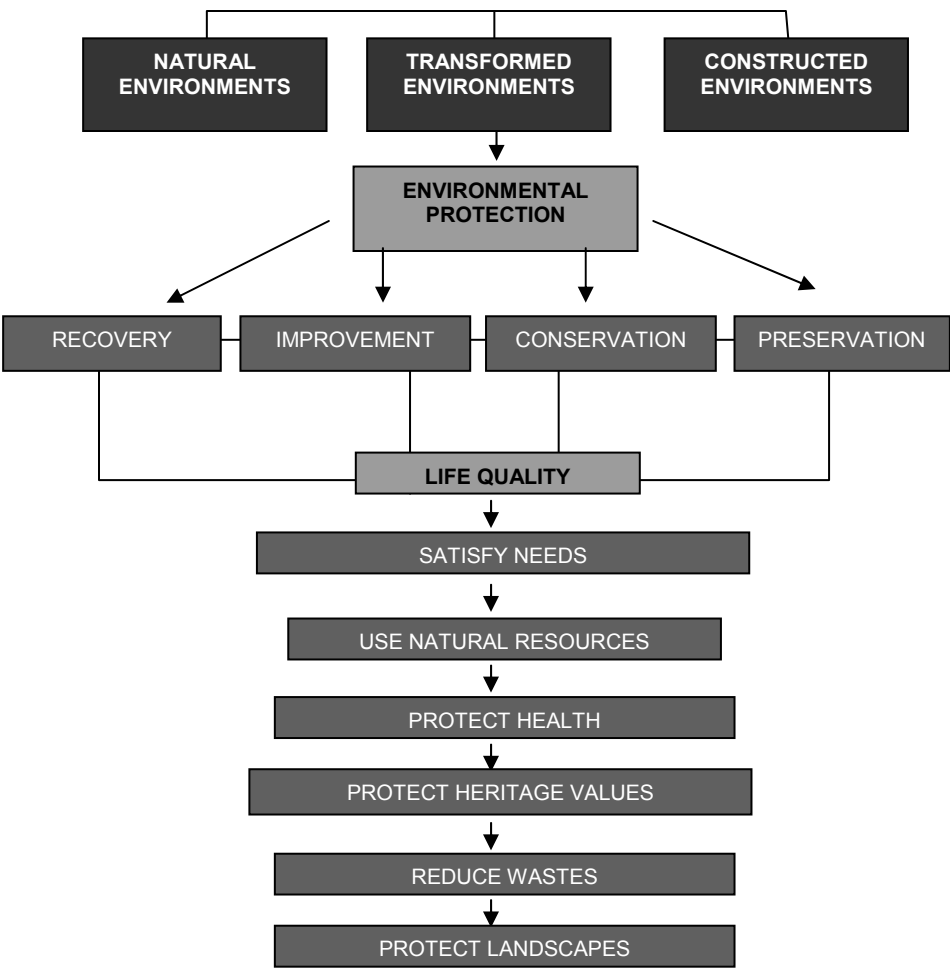 NATURAL
ENVIRONMENTS
TRANSFORMED
ENVIRONMENTS
CONSTRUCTED
ENVIRONMENTS
ENVIRONMENTAL
PROTECTION
RECOVERY
IMPROVEMENT
CONSERVATION
PRESERVATION
LIFE QUALITY
SATISFY NEEDS
USE NATURAL RESOURCES
PROTECT HEALTH
PROTECT HERITAGE VALUES
REDUCE WASTES
PROTECT LANDSCAPES